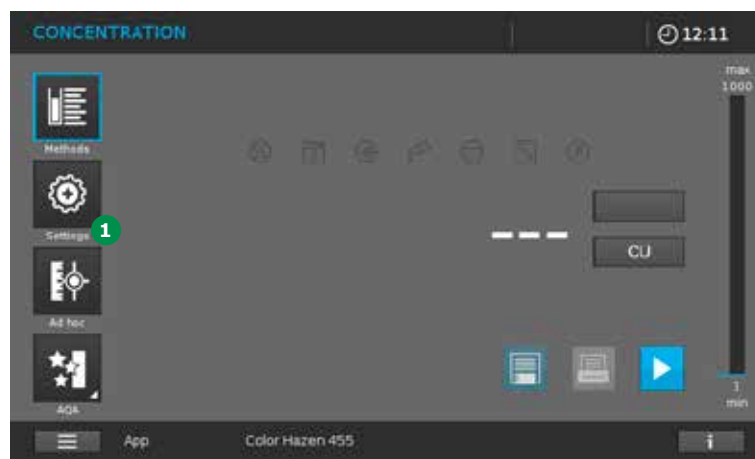 CONCENTRATION
12:11
max
1000
Methods
Settings
1
CU
Ad hoc
AQA
1
min
App
Color Hazen 455
i